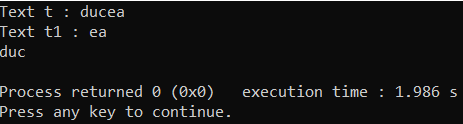 Text t : ducea
Text t1 : ea
duc
Process returned 0 (0x0)   execution time : 1.986 s
Press any key to continue.